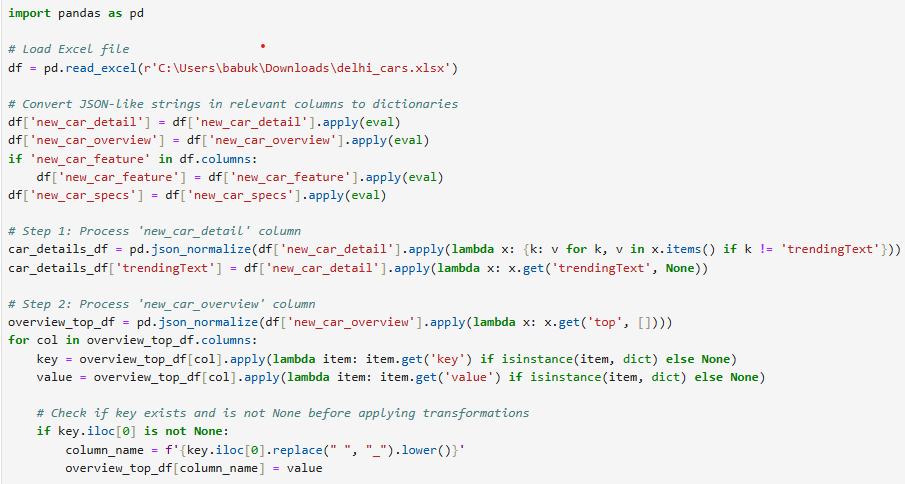 import pandas as pd
# Load Excel file
df = pd.read_excel(r'C:\Users\babuk\Downloads\delhi_cars.xlsx')
# Convert JSON-like strings in relevant columns to dictionaries
df['new_car_detail'] = df['new_car_detail'].apply(eval)
df['new_car_overview'] = df['new_car_overview'].apply(eval)
if 'new_car_feature' in df.columns:
    df['new_car_feature'] = df['new_car_feature'].apply(eval)
df['new_car_specs'] = df['new_car_specs'].apply(eval)
# Step 1: Process 'new_car_detail' column
car_details_df = pd.json_normalize(df['new_car_detail'].apply(lambda x: {k: v for k, v in x.items() if k != 'trendingText'}))
car_details_df['trendingText'] = df['new_car_detail'].apply(lambda x: x.get('trendingText', None))
# Step 2: Process 'new_car_overview' column
overview_top_df = pd.json_normalize(df['new_car_overview'].apply(lambda x: x.get('top', [])))
for col in overview_top_df.columns:
    key = overview_top_df[col].apply(lambda item: item.get('key') if isinstance(item, dict) else None)
    value = overview_top_df[col].apply(lambda item: item.get('value') if isinstance(item, dict) else None)
    # Check if key exists and is not None before applying transformations
    if key.iloc[0] is not None:
        column_name = f'{key.iloc[0].replace(" ", "_").lower()}'
        overview_top_df[column_name] = value